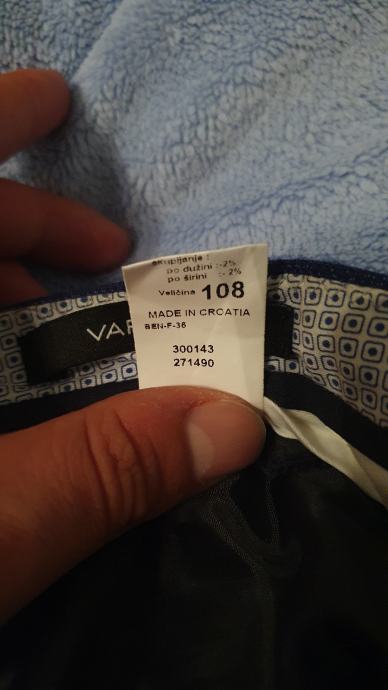 skupljanje :
po dužini :-2%
po širini :- 2%
Veličina 108
MADE IN CROATIA
BEN-F-36
300143
271490
VAR